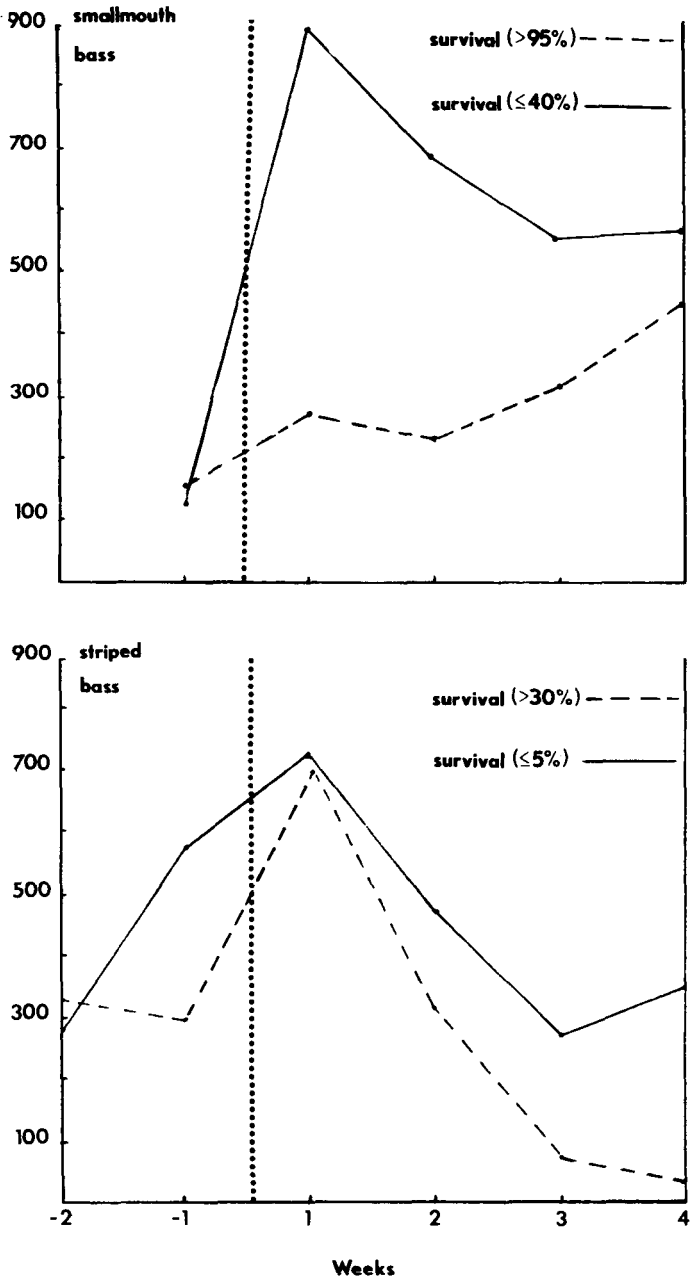 smallmouth
bass
survival (>95%)
survival (≤40%)
900
700
500
300
100
striped
bass
survival (>30%)
survival (≤5%)
900
700
500
300
100
-2 -1 1 2 3 4
Weeks